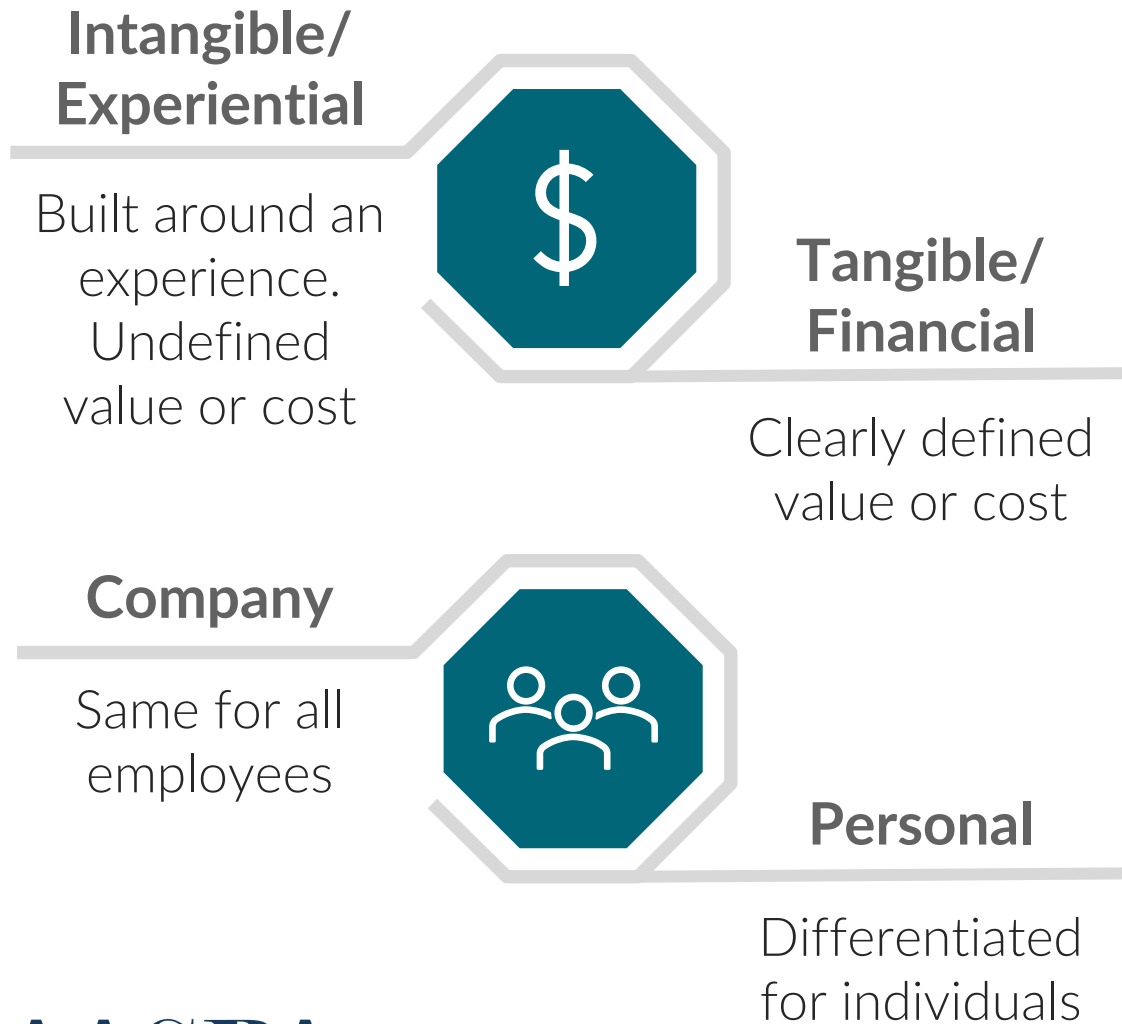 Intangible/
Experiential
Built around an
experience.
Undefined
value or cost
$
Tangible/
Financial
Clearly defined
value or cost
Company
Same for all
employees
Personal
Differentiated
for individuals